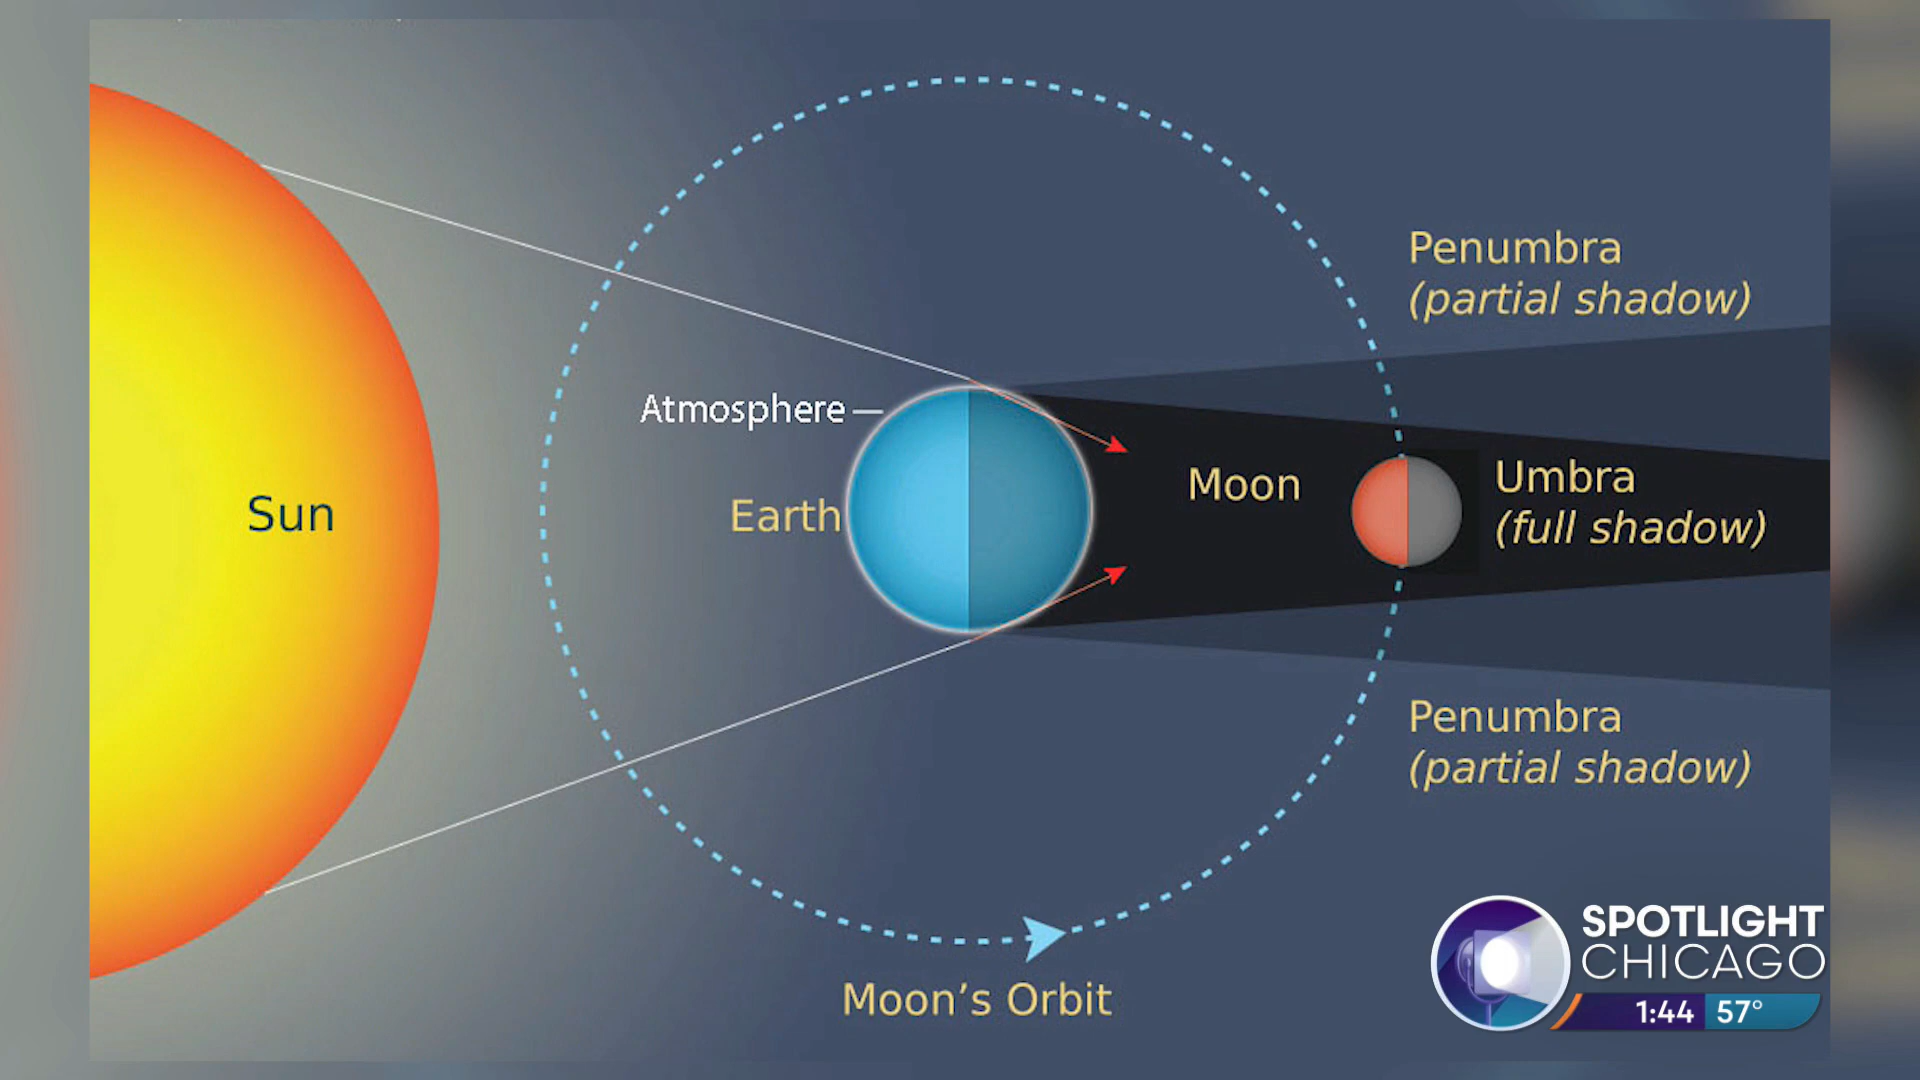 Penumbra
(partial shadow)
Atmosphere
Sun
Earth
Moon
Umbra
(full shadow)
Penumbra
(partial shadow)
Moon’s Orbit
SPOTLIGHT
CHICAGO
1:44 57°